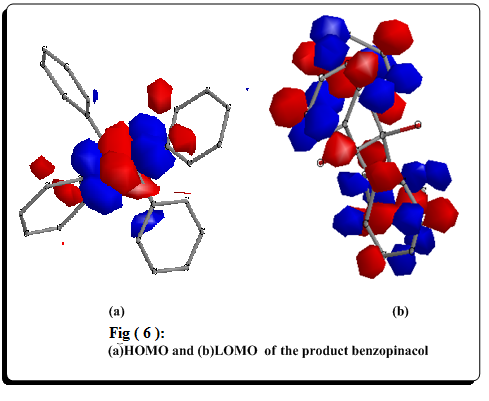 (a) (b)
Fig ( 6 ):
(a)HOMO and (b)LOMO of the product benzopinacol